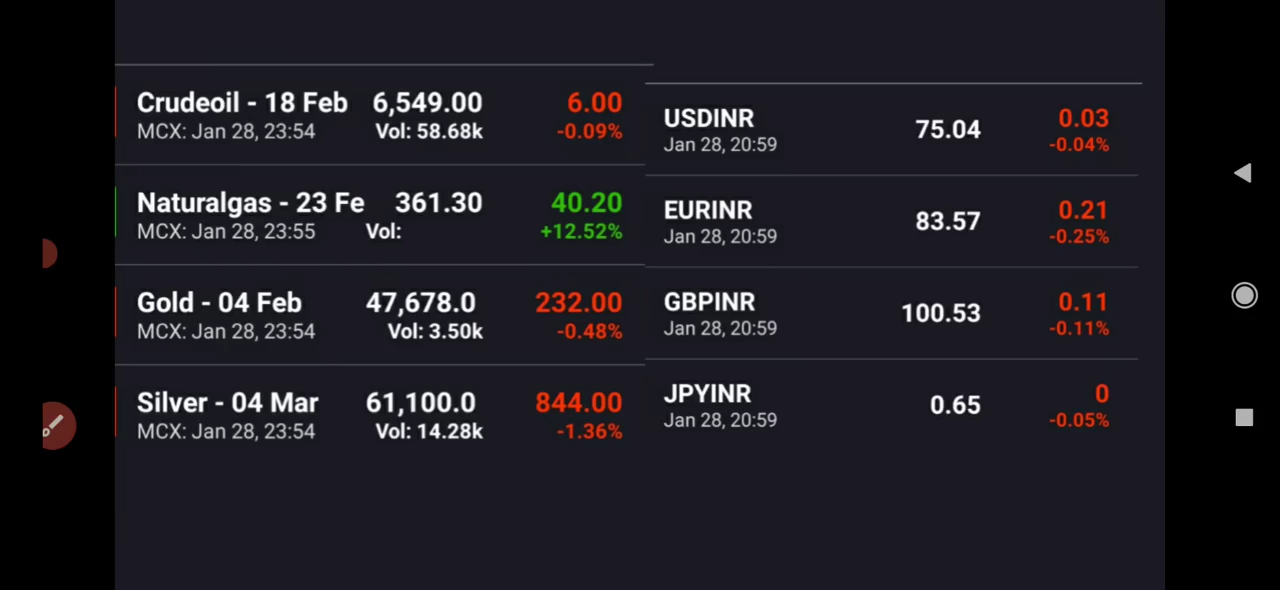 Crudeoil - 18 Feb 6,549.00 6.00
MCX: Jan 28, 23:54 Vol: 58.68k -0.09%
Naturalgas - 23 Fe 361.30 40.20
MCX: Jan 28, 23:55 Vol: +12.52%
Gold - 04 Feb 47,678.0 232.00
MCX: Jan 28, 23:54 Vol: 3.50k -0.48%
Silver - 04 Mar 61,100.0 844.00
MCX: Jan 28, 23:54 Vol: 14.28k -1.36%
USDINR 75.04 0.03
Jan 28, 20:59 -0.04%
EURINR 83.57 0.21
Jan 28, 20:59 -0.25%
GBPINR 100.53 0.11
Jan 28, 20:59 -0.11%
JPYINR 0.65 0
Jan 28, 20:59 -0.05%